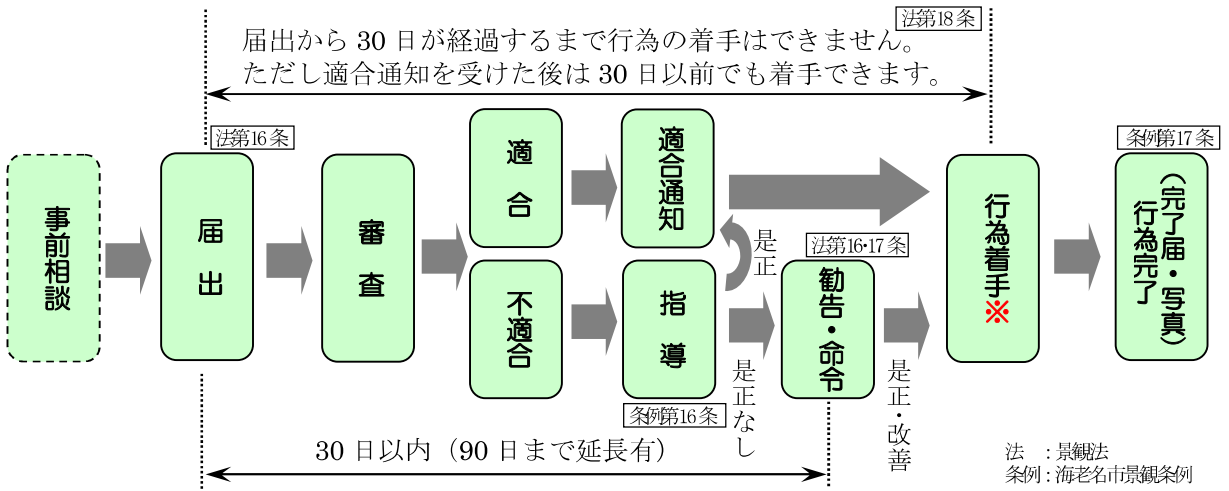 法第18条
届出から30日が経過するまで行為の着手はできません。
ただし適合通知を受けた後は30日以前でも着手できます。
法第16条
条例第17条
事前相談
届出
審査
適合
適合通知
不適合
指導
是正
法第16・17条
勧告・命令
行為着手※
行為完了
（完了届・写真）
条例第16条
是正なし
是正・改善
30日以内（90日まで延長有）
法　：景観法
条例：海老名市景観条例